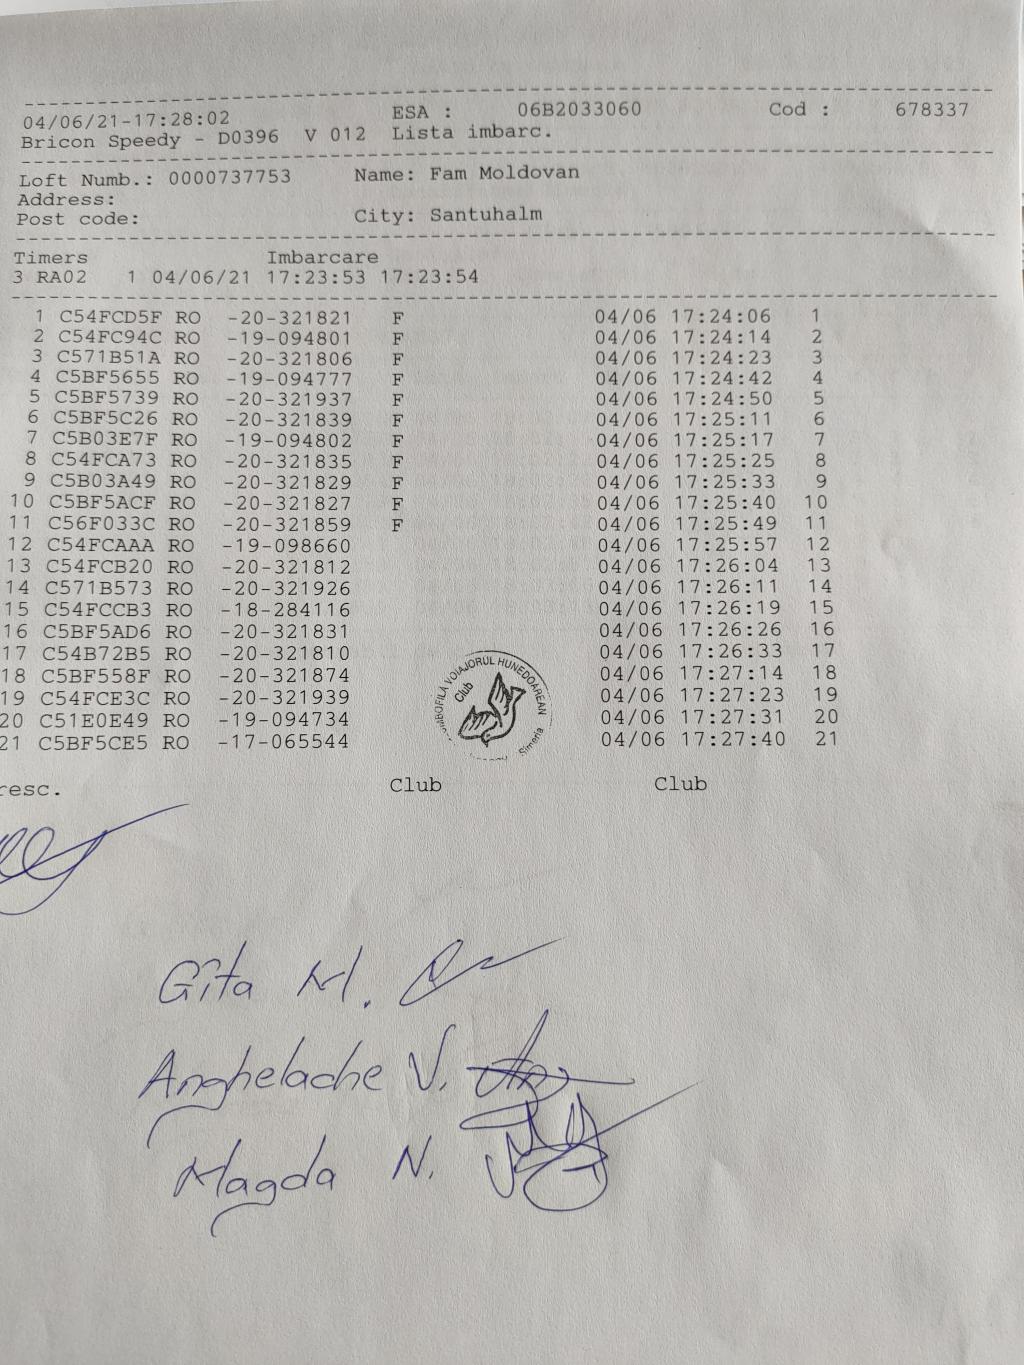 04/06/21-17:28:02 ESA : 06B2033060 Cod : 678337
Bricon Speedy - D0396 V 012 Lista imbarc.
Loft Numb.: 0000737753 Name: Fam Moldovan
Address:
Post code: City: Santuhalm
Timers Imbarcare
3 RA02 1 04/06/21 17:23:53 17:23:54
1 C54FCD5F RO -20-321821 F 04/06 17:24:06 1
2 C54FC94C RO -19-094801 F 04/06 17:24:14 2
3 C571B51A RO -20-321806 F 04/06 17:24:23 3
4 C5BF5655 RO -19-094777 F 04/06 17:24:42 4
5 C5BF5739 RO -20-321937 F 04/06 17:24:50 5
6 C5BF5C26 RO -20-321839 F 04/06 17:25:11 6
7 C5B03E7F RO -19-094802 F 04/06 17:25:17 7
8 C54FCA73 RO -20-321835 F 04/06 17:25:25 8
9 C5B03A49 RO -20-321829 F 04/06 17:25:33 9
10 C5BF5ACF RO -20-321827 F 04/06 17:25:40 10
11 C56F033C RO -20-321859 F 04/06 17:25:49 11
12 C54FCAAA RO -19-098660 04/06 17:25:57 12
13 C54FCB20 RO -20-321812 04/06 17:26:04 13
14 C571B573 RO -20-321926 04/06 17:26:11 14
15 C54FCCB3 RO -18-284116 04/06 17:26:19 15
16 C5BF5AD6 RO -20-321831 04/06 17:26:26 16
17 C54B72B5 RO -20-321810 04/06 17:26:33 17
18 C5BF558F RO -20-321874 04/06 17:27:14 18
19 C54FCE3C RO -20-321939 04/06 17:27:23 19
20 C51E0E49 RO -19-094734 04/06 17:27:31 20
21 C5BF5CE5 RO -17-065544 04/06 17:27:40 21
VOIAJORUL HUNEDOAREAN
Club
Simeria
resc. Club Club
Gîta M.
Anghelache V.
Magda N.